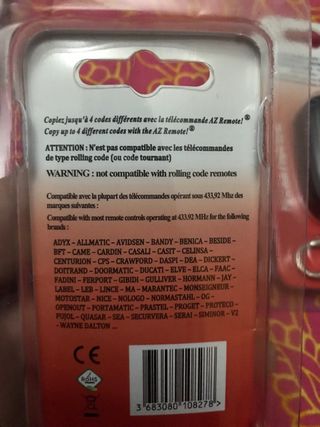 Copiez jusqu'à 4 codes différents avec la télécommande AZ Remote!®
Copy up to 4 different codes with the AZ Remote!®
ATTENTION : N'est pas compatible avec les télécommandes
de type rolling code (ou code tournant)
WARNING : not compatible with rolling code remotes
Compatible avec la plupart des télécommandes opérant sous 433,92 Mhz des
marques suivantes :
Compatible with most remote controls operating at 433.92 MHz for the following
brands :
ADYX – ALLMATIC – AVIDSEN – BANDY – BENICA – BESIDE –
BFT – CAME – CARDIN – CASALI – CASIT – CELINSA –
CENTURION – CPS – CRAWFORD – DASPI – DEA – DICKERT –
DOITRAND – DOORMATIC – DUCATI – ELVE – ELCA – FAAC –
FADINI – FERPORT – GIBIDI – GULLIVER – HORMANN – JAY –
LABEL – LEB – LINCE – MA – MARANTEC – MONSEIGNEUR –
MOTOSTAR – NICE – NOLOGO – NORMASTAHL – OG –
OPENOUT – PORTAMATIC – PRASTEL – PROGET – PROTECO –
PUJOL – QUASAR – SEA – SECURVERA – SERAI – SIMINOR – V2
– WAYNE DALTON ...
CE
RoHS
3 683080 108278 >